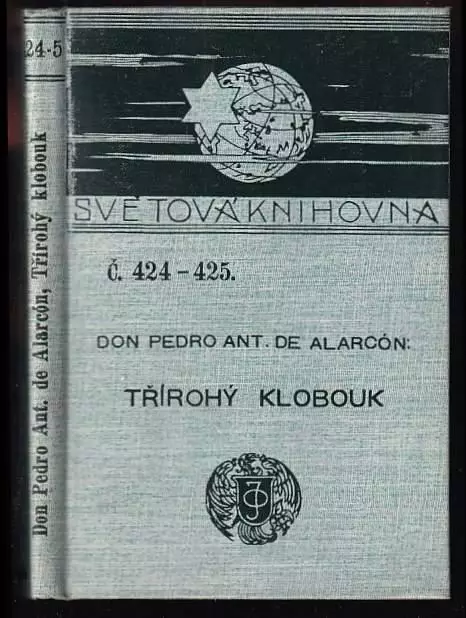 24-5
Don Pedro Ant. de Alarcón, Třírohý klobouk
SVĚTOVÁ KNIHOVNA
Č. 424-425.
DON PEDRO ANT. DE ALARCÓN:
TŘÍROHÝ KLOBOUK